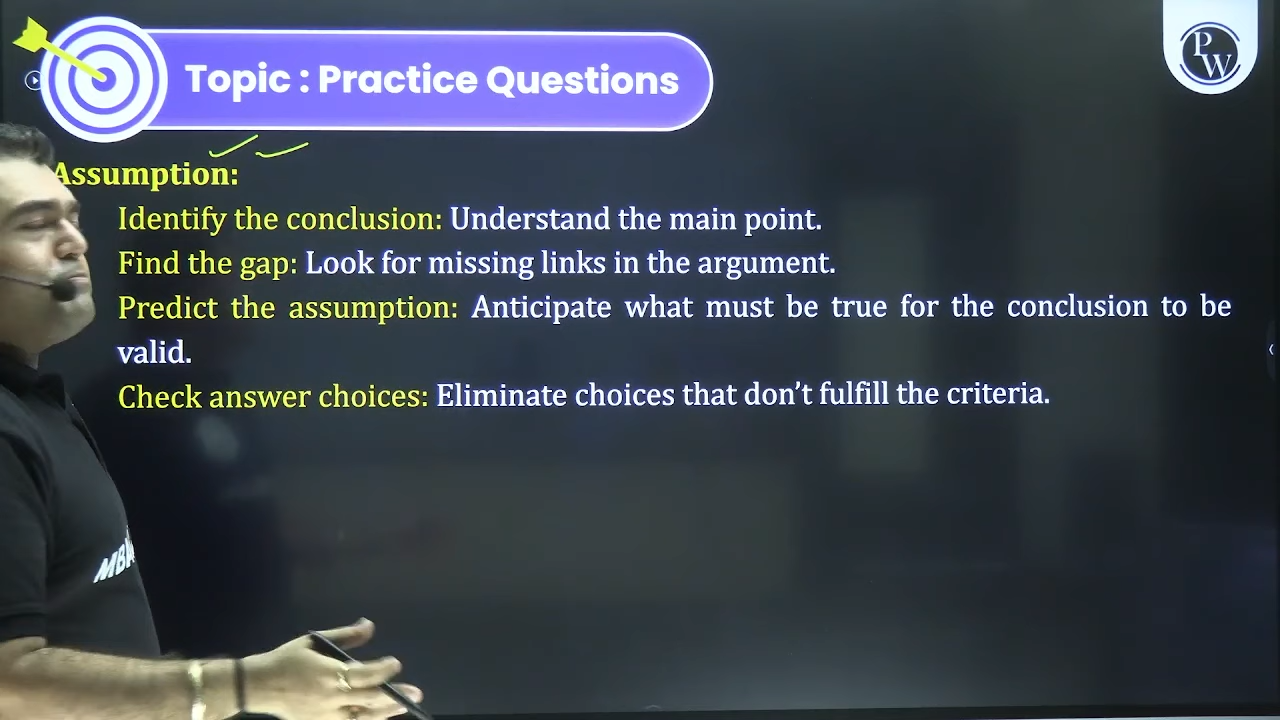 Topic : Practice Questions
PW
Assumption:
Identify the conclusion: Understand the main point.
Find the gap: Look for missing links in the argument.
Predict the assumption: Anticipate what must be true for the conclusion to be
valid.
Check answer choices: Eliminate choices that don’t fulfill the criteria.